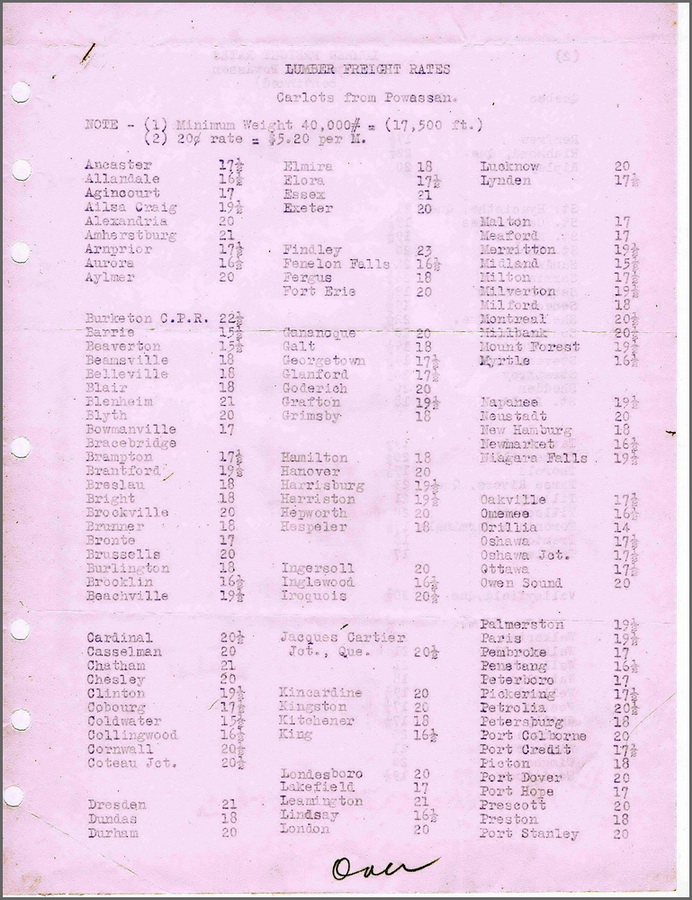 LUMBER FREIGHT RATES
Carlots from Powassan.
NOTE - (1) Minimum Weight 40,000# = (17,500 ft.)
(2) 20¢ rate = $5.20 per M.
Ancaster 17½
Allandale 16½
Agincourt 17
Ailsa Craig 19½
Alexandria 20
Amherstburg 21
Arnprior 17½
Aurora 16½
Aylmer 20
Burketon C.P.R. 22½
Barrie 15½
Beaverton 15½
Beamsville 18
Belleville 18
Blair 18
Blenheim 21
Blyth 20
Bowmanville 17
Bracebridge
Brampton 17½
Brantford 19½
Breslau 18
Bright 18
Brockville 20
Brunner 18
Bronte 17
Brussells 20
Burlington 18
Brocklin 16½
Beachville 19½
Cardinal 20½
Casselman 20
Chatham 21
Chesley 20
Clinton 19½
Cobourg 17½
Coldwater 15½
Collingwood 16½
Cornwall 20½
Coteau Jct. 20½
Dresden 21
Dundas 18
Durham 20
Elmira 18
Elora 17½
Essex 21
Exeter 20
Findley 23
Fenelon Falls 16½
Fergus 18
Fort Erie 20
Gananoque 20
Galt 18
Georgetown 17½
Glanford 17½
Goderich 20
Grafton 19½
Grimsby 18
Hamilton 18
Hanover 20
Harrisburg 19½
Harriston 19½
Hepworth 20
Hespeler 18
Ingersoll 20
Inglewood 16½
Iroquois 20½
Jacques Cartier
Jct., Que. 20½
Kincardine 20
Kingston 20
Kitchener 18
King 16½
Londesboro 20
Lakefield 17
Leamington 21
Lindsay 16½
London 20
Lucknow 20
Lynden 17½
Malton 17
Meaford 17
Merritton 19½
Midland 15½
Milton 17½
Milverton 19½
Milford 18
Montreal 20½
Millbank 20½
Mount Forest 19½
Myrtle 16½
Napanee 19½
Neustadt 20
New Hamburg 18
Newmarket 16½
Niagara Falls 19½
Oakville 17½
Omemee 16½
Orillia 14
Oshawa 17½
Oshawa Jct. 17½
Ottawa 17½
Owen Sound 20
Palmerston 19½
Paris 19½
Pembroke 17
Penetang 16½
Peterboro 17
Pickering 17½
Petrolia 20½
Petersburg 18
Port Colborne 20
Port Credit 17½
Picton 18
Port Dover 20
Port Hope 17
Prescott 20
Preston 18
Port Stanley 20
Over